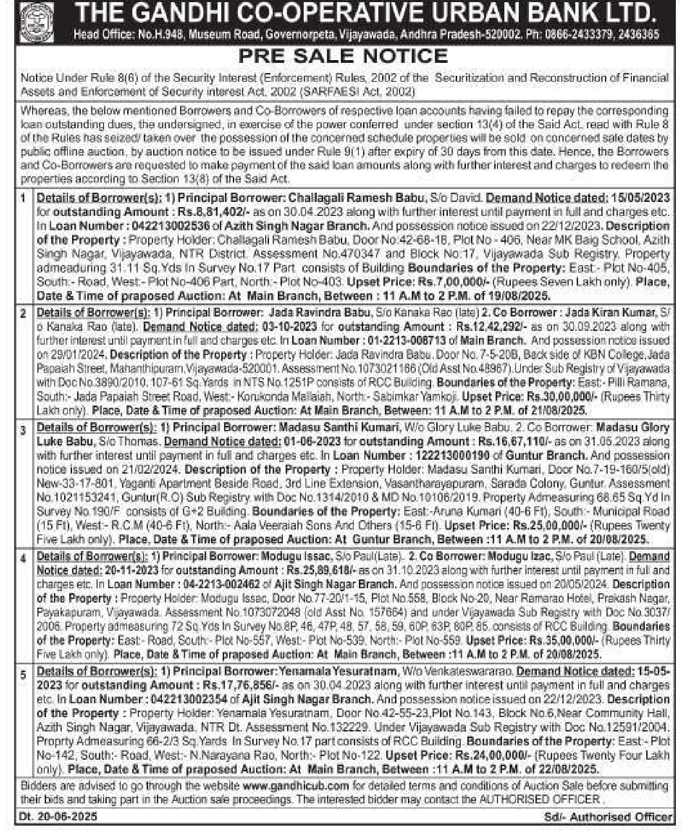 THE GANDHI CO-OPERATIVE URBAN BANK LTD.
Head Office: No.H.948, Museum Road, Governorpeta, Vijayawada, Andhra Pradesh-520002. Ph: 0866-2433379, 2436365
PRE SALE NOTICE
Notice Under Rule 8(6) of the Security Interest (Enforcement) Rules, 2002 of the Securitization and Reconstruction of Financial
Assets and Enforcement of Security interest Act, 2002 (SARFAESI Act, 2002)
Whereas, the below mentioned Borrowers and Co-Borrowers of respective loan accounts having failed to repay the corresponding
loan outstanding dues, the undersigned, in exercise of the power conferred under section 13(4) of the Said Act, read with Rule 8
of the Rules has seized/ taken over the possession of the concerned schedule properties will be sold on concerned sale dates by
public offline auction, by auction notice to be issued under Rule 9(1) after expiry of 30 days from this date. Hence, the Borrowers
and Co-Borrowers are requested to make payment of the said loan amounts along with further interest and charges to redeem the
properties according to Section 13(8) of the Said Act.
1 Details of Borrower(s): 1) Principal Borrower: Challagali Ramesh Babu, S/o David. Demand Notice dated: 15/05/2023
for outstanding Amount : Rs.8,81,402/- as on 30.04.2023 along with further interest until payment in full and charges etc.
In Loan Number : 042213002536 of Azith Singh Nagar Branch. And possession notice issued on 22/12/2023. Description
of the Property : Property Holder: Challagali Ramesh Babu, Door No.42-68-18, Plot No - 406, Near MK Baig School, Azith
Singh Nagar, Vijayawada, NTR District. Assessment No.470347 and Block No:17, Vijayawada Sub Registry. Property
admeaduring 31.11 Sq.Yds In Survey No.17 Part consists of Building Boundaries of the Property: East:- Plot No-405,
South:- Road, West:- Plot No-406 Part, North:- Plot No-403. Upset Price: Rs.7,00,000/- (Rupees Seven Lakh only). Place,
Date & Time of praposed Auction: At Main Branch, Between : 11 A.M to 2 P.M. of 19/08/2025.
2 Details of Borrower(s): 1) Principal Borrower: Jada Ravindra Babu, S/o Kanaka Rao (late) 2. Co Borrower : Jada Kiran Kumar, S/
o Kanaka Rao (late). Demand Notice dated: 03-10-2023 for outstanding Amount : Rs.12,42,292/- as on 30.09.2023 along with
further interest until payment in full and charges etc. In Loan Number : 01-2213-008713 of Main Branch. And possession notice issued
on 29/01/2024. Description of the Property : Property Holder: Jada Ravindra Babu. Door No.7-5-20B, Back side of KBN College,Jada
Papaiah Street, Mahanthipuram,Vijayawada-520001. Assessment No.1073021166 (Old Asst No.48967).Under Sub Registry of Vijayawada
with Doc No.3890/2010, 107-61 Sq.Yards in NTS No.1251P consists of RCC Building. Boundaries of the Property: East:- Pilli Ramana,
South:- Jada Papaiah Street Road, West:- Korukonda Mallaiah, North:- Sabimkar Yamkoji. Upset Price: Rs.30,00,000/- (Rupees Thirty
Lakh only). Place, Date & Time of praposed Auction: At Main Branch, Between: 11 A.M to 2 P.M. of 21/08/2025.
3 Details of Borrower(s): 1) Principal Borrower: Madasu Santhi Kumari, W/o Glory Luke Babu. 2. Co Borrower: Madasu Glory
Luke Babu, S/o Thomas. Demand Notice dated: 01-06-2023 for outstanding Amount : Rs.16,67,110/- as on 31.05.2023 along
with further interest until payment in full and charges etc. In Loan Number : 122213000190 of Guntur Branch. And possession
notice issued on 21/02/2024. Description of the Property : Property Holder: Madasu Santhi Kumari, Door No.7-19-160/5(old)
New-33-17-801, Yaganti Apartment Beside Road, 3rd Line Extension, Vasantharayapuram, Sarada Colony, Guntur. Assessment
No.1021153241, Guntur(R.O) Sub Registry with Doc No.1314/2010 & MD No.10106/2019. Property Admeasuring 68.65 Sq Yd In
Survey No.190/F consists of G+2 Building. Boundaries of the Property: East:-Aruna Kumari (40-6 Ft), South:- Municipal Road
(15 Ft), West:- R.C.M (40-6 Ft), North:- Aala Veeraiah Sons And Others (15-6 Ft). Upset Price: Rs.25,00,000/- (Rupees Twenty
Five Lakh only). Place, Date & Time of praposed Auction: At Guntur Branch, Between :11 A.M to 2 P.M. of 20/08/2025.
4 Details of Borrower(s): 1) Principal Borrower: Modugu Issac, S/o Paul(Late). 2. Co Borrower: Modugu Izac, S/o Paul (Late). Demand
Notice dated: 20-11-2023 for outstanding Amount : Rs.25,89,618/- as on 31.10.2023 along with further interest until payment in full and
charges etc. In Loan Number : 04-2213-002462 of Ajit Singh Nagar Branch. And possession notice issued on 20/05/2024. Description
of the Property: Property Holder: Modugu Issac, Door No.77-20/1-15, Plot No.558, Block No-20, Near Ramarao Hotel, Prakash Nagar,
Payakapuram, Vijayawada. Assessment No.1073072048 (old Asst No. 157664) and under Vijayawada Sub Registry with Doc No.3037/
2006. Property admeasuring 72 Sq.Yds In Survey No.8P, 46, 47P, 48, 57, 58, 59, 60P, 63P, 80P, 85. consists of RCC Building. Boundaries
of the Property: East:- Road, South:- Plot No-557, West:- Plot No-539, North:- Plot No-559. Upset Price: Rs.35,00,000/- (Rupees Thirty
Five Lakh only). Place, Date & Time of praposed Auction: At Main Branch, Between :11 A.M to 2 P.M. of 20/08/2025.
5 Details of Borrower(s): 1) Principal Borrower:Yenamala Yesuratnam, W/o Venkateswararao. Demand Notice dated: 15-05-
2023 for outstanding Amount : Rs.17,76,856/- as on 30.04.2023 along with further interest until payment in full and charges
etc. In Loan Number : 042213002354 of Ajit Singh Nagar Branch. And possession notice issued on 22/12/2023. Description
of the Property : Property Holder: Yenamala Yesuratnam, Door No.42-55-23,Plot No.143, Block No.6,Near Community Hall,
Azith Singh Nagar, Vijayawada, NTR Dt. Assessment No.132229. Under Vijayawada Sub Registry with Doc No.12591/2004.
Proprty Admeasuring 66-2/3 Sq.Yards In Survey No.17 part consists of RCC Building. Boundaries of the Property: East:- Plot
No-142, South:- Road, West:- N.Narayana Rao, North:- Plot No-122. Upset Price: Rs.24,00,000/- (Rupees Twenty Four Lakh
only). Place, Date & Time of praposed Auction: At Main Branch, Between :11 A.M to 2 P.M. of 22/08/2025.
Bidders are advised to go through the website www.gandhicub.com for detailed terms and conditions of Auction Sale before submitting
their bids and taking part in the Auction sale proceedings. The interested bidder may contact the AUTHORISED OFFICER .
Dt. 20-06-2025 Sd/- Authorised Officer